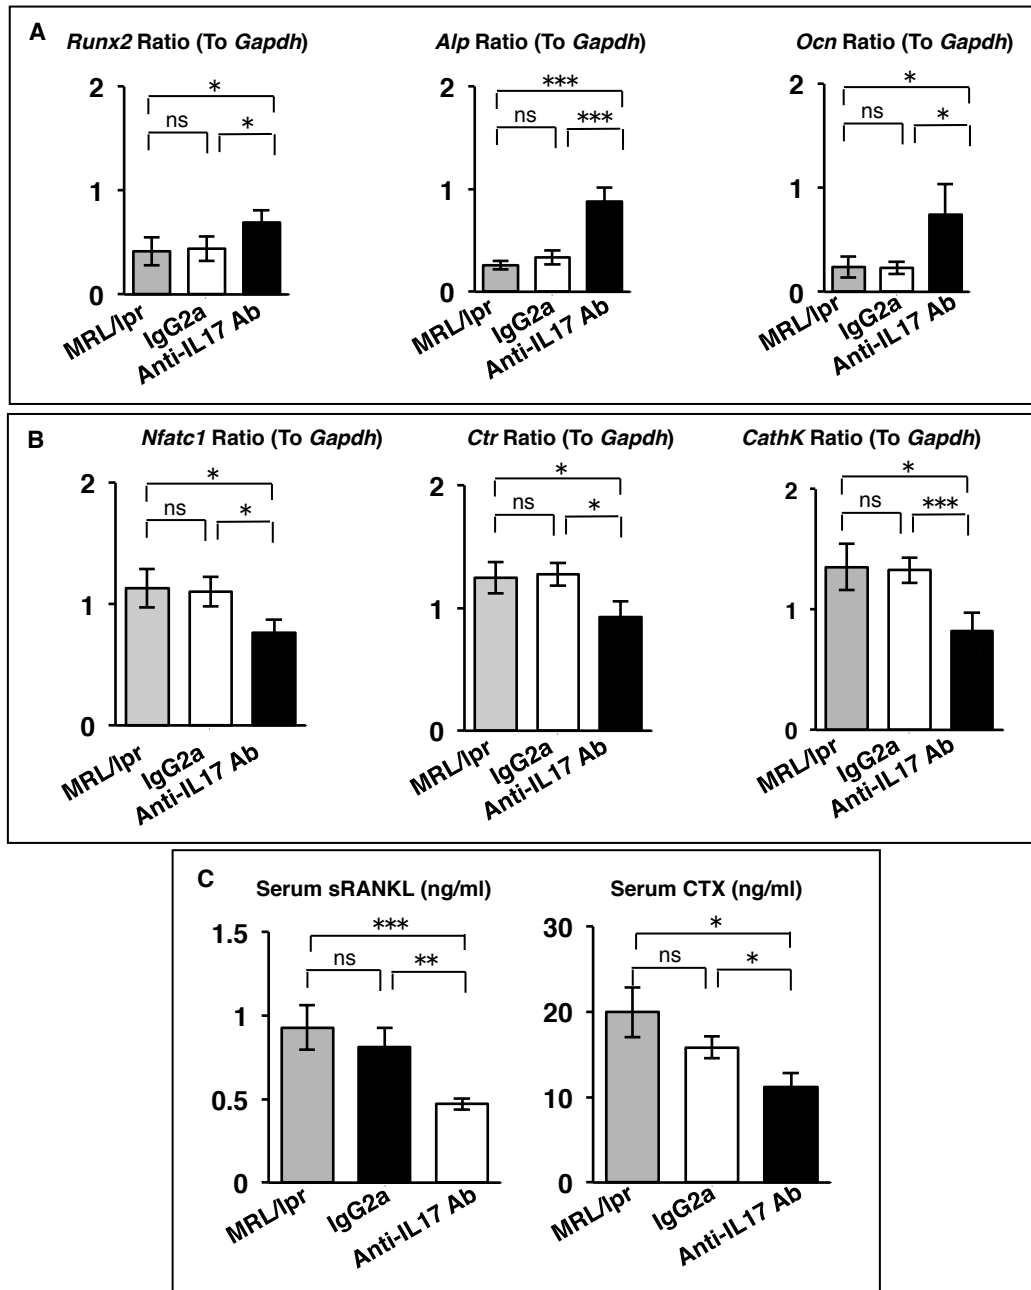 A
Runx2 Ratio (To Gapdh)
Alp Ratio (To Gapdh)
Ocn Ratio (To Gapdh)
2
*
ns
*
1
0
MRL/lpr
IgG2a
Anti-IL17 Ab
2
***
ns
***
1
0
MRL/lpr
IgG2a
Anti-IL17 Ab
2
*
ns
*
1
0
MRL/lpr
IgG2a
Anti-IL17 Ab
B
Nfatc1 Ratio (To Gapdh)
Ctr Ratio (To Gapdh)
CathK Ratio (To Gapdh)
2
*
ns
*
1
0
MRL/lpr
IgG2a
Anti-IL17 Ab
2
*
ns
*
1
0
MRL/lpr
IgG2a
Anti-IL17 Ab
2
*
ns
***
1
0
MRL/lpr
IgG2a
Anti-IL17 Ab
C
Serum sRANKL (ng/ml)
Serum CTX (ng/ml)
1.5
***
ns
**
1
0.5
0
MRL/lpr
IgG2a
Anti-IL17 Ab
30
*
ns
*
20
10
0
MRL/lpr
IgG2a
Anti-IL17 Ab